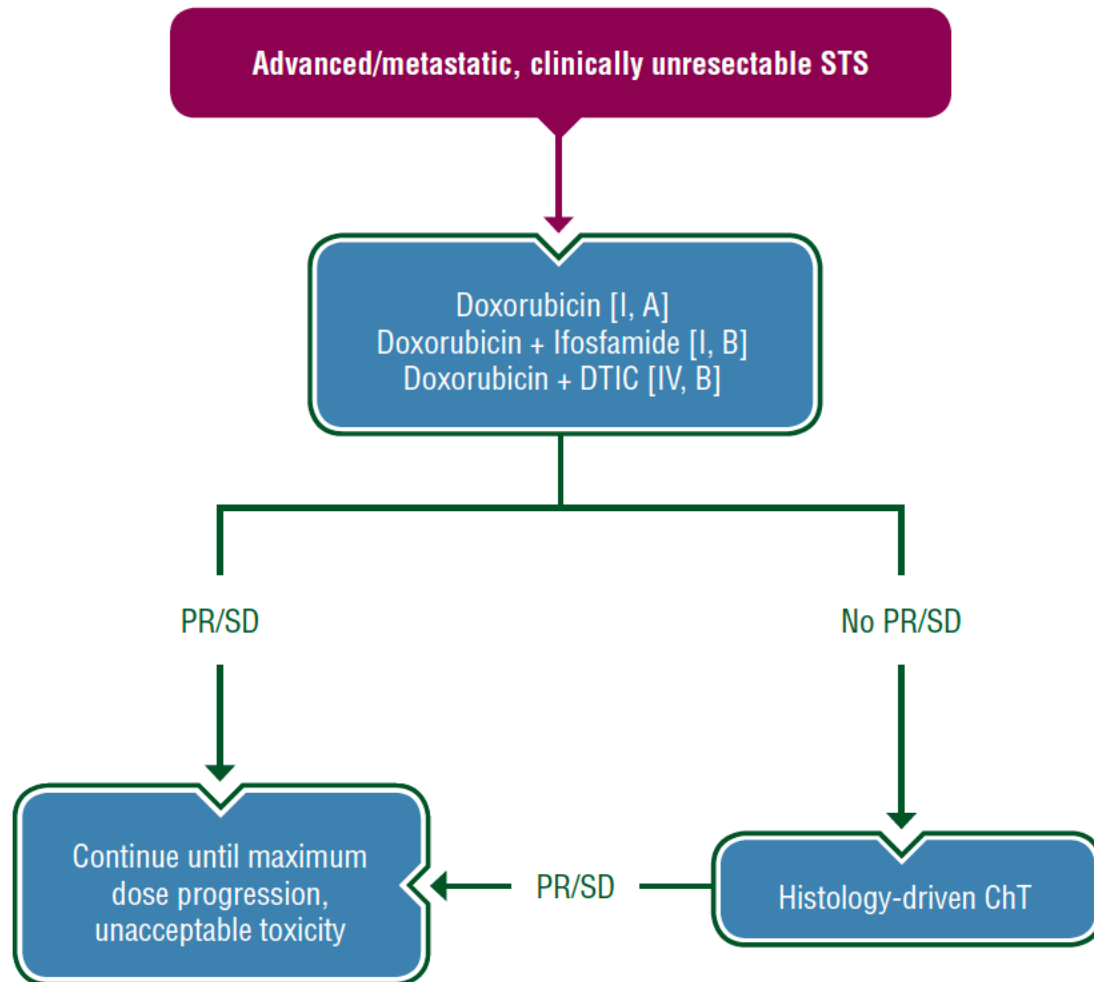 Advanced/metastatic, clinically unresectable STS
Doxorubicin [I, A]
Doxorubicin + Ifosfamide [I, B]
Doxorubicin + DTIC [IV, B]
PR/SD
No PR/SD
Continue until maximum
dose progression,
unacceptable toxicity
PR/SD
Histology-driven ChT